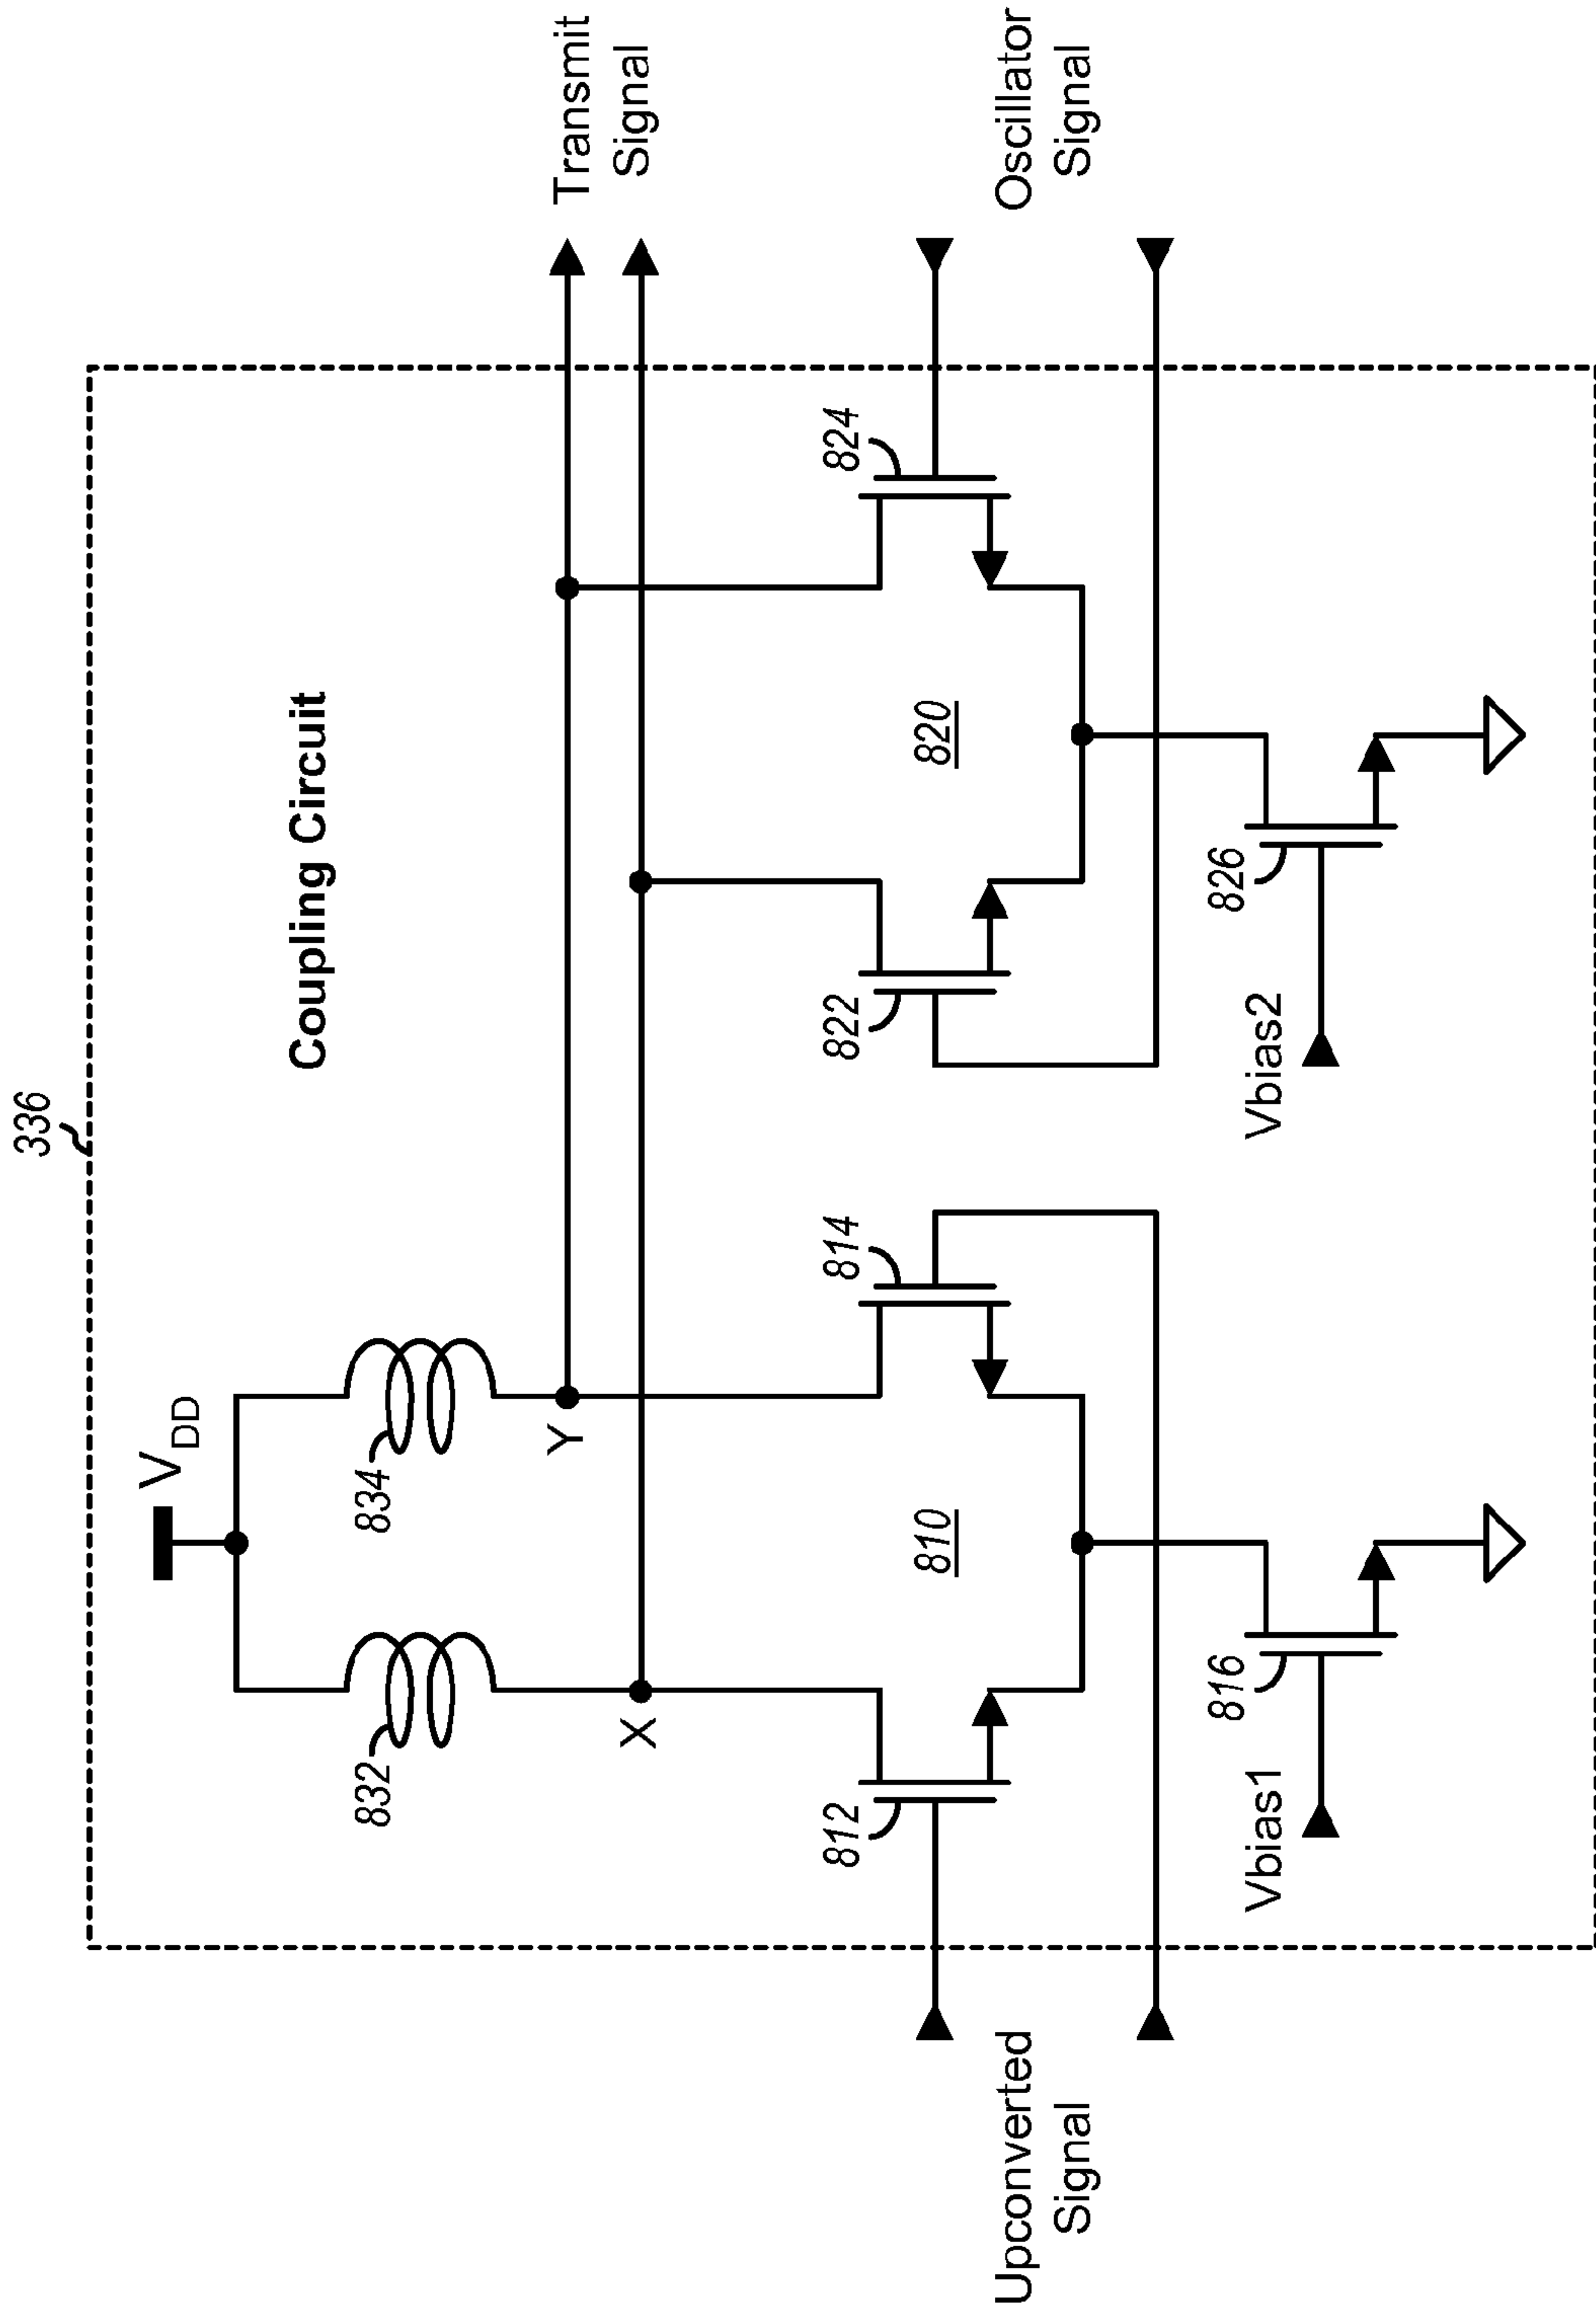 336
Coupling Circuit
V DD
832
834
X
Y
Transmit
Signal
812
814
822
824
810
820
Upconverted
Signal
Oscillator
Signal
816
826
Vbias1
Vbias2